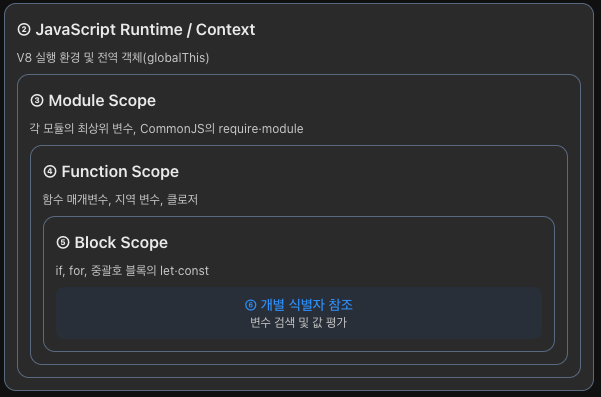 ② JavaScript Runtime / Context
V8 실행 환경 및 전역 객체(globalThis)
③ Module Scope
각 모듈의 최상위 변수, CommonJS의 require·module
④ Function Scope
함수 매개변수, 지역 변수, 클로저
⑤ Block Scope
if, for, 중괄호 블록의 let·const
⑥ 개별 식별자 참조
변수 검색 및 값 평가